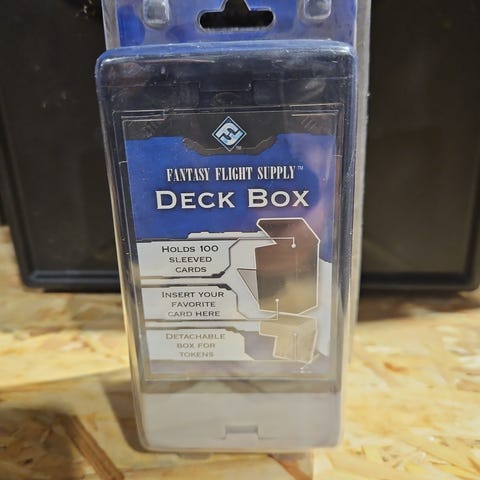 FANTASY FLIGHT SUPPLY™
DECK BOX
HOLDS 100
SLEEVED
CARDS
INSERT YOUR
FAVORITE
CARD HERE
DETACHABLE
BOX FOR
TOKENS